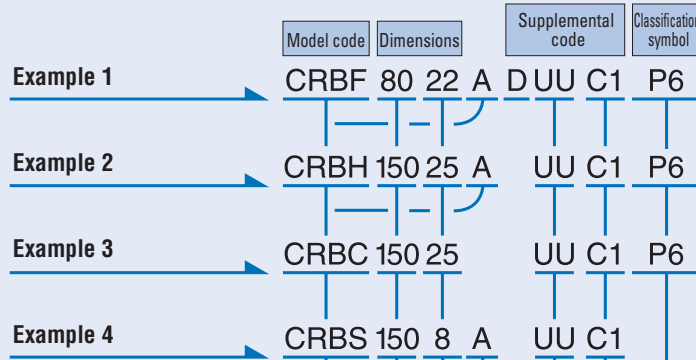 Model code Dimensions Supplemental code Classification symbol
Example 1 CRBF 80 22 A D UU C1 P6
Example 2 CRBH 150 25 A UU C1 P6
Example 3 CRBC 150 25 UU C1 P6
Example 4 CRBS 150 8 A UU C1